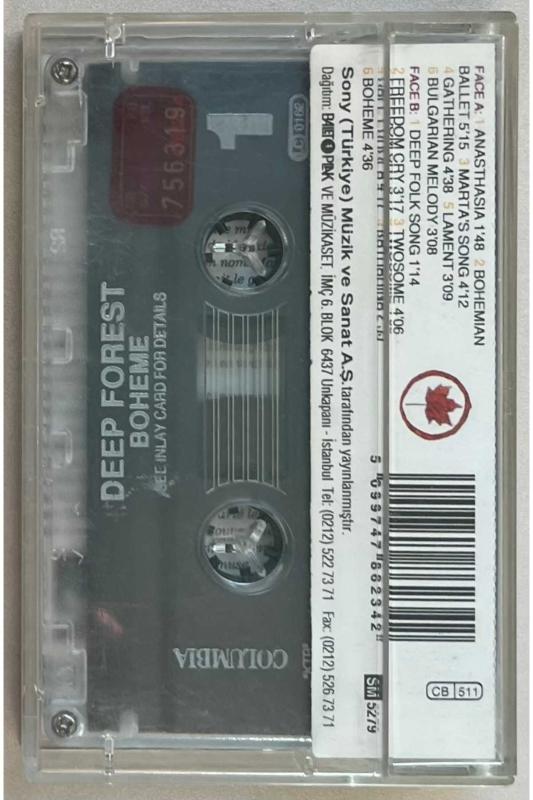 FACE A: 1 ANASTHASIA 1'48 2 BOHEMIAN
BALLET 5'15 3 MARTA'S SONG 4'12
4 GATHERING 4'38 5 LAMENT 3'09
6 BULGARIAN MELODY 3'08
FACE B: 1 DEEP FOLK SONG 1'14
2 FREEDOM CRY 3'17 3 TWOSOME 4'06
6 BOHEME 4'36
Sony (Türkiye) Müzik ve Sanat A.Ş. tarafından yayınlanmıştır.
Dağıtım: PLAK VE MÜZİKASET, İMÇ 6. BLOK 6437 Unkapanı - İstanbul Tel: (0212) 522 73 71 Fax: (0212) 526 73 71
5 099747 862342
SM 5279
CB 511
1
756319
DEEP FOREST
BOHEME
SEE INLAY CARD FOR DETAILS
COLUMBIA